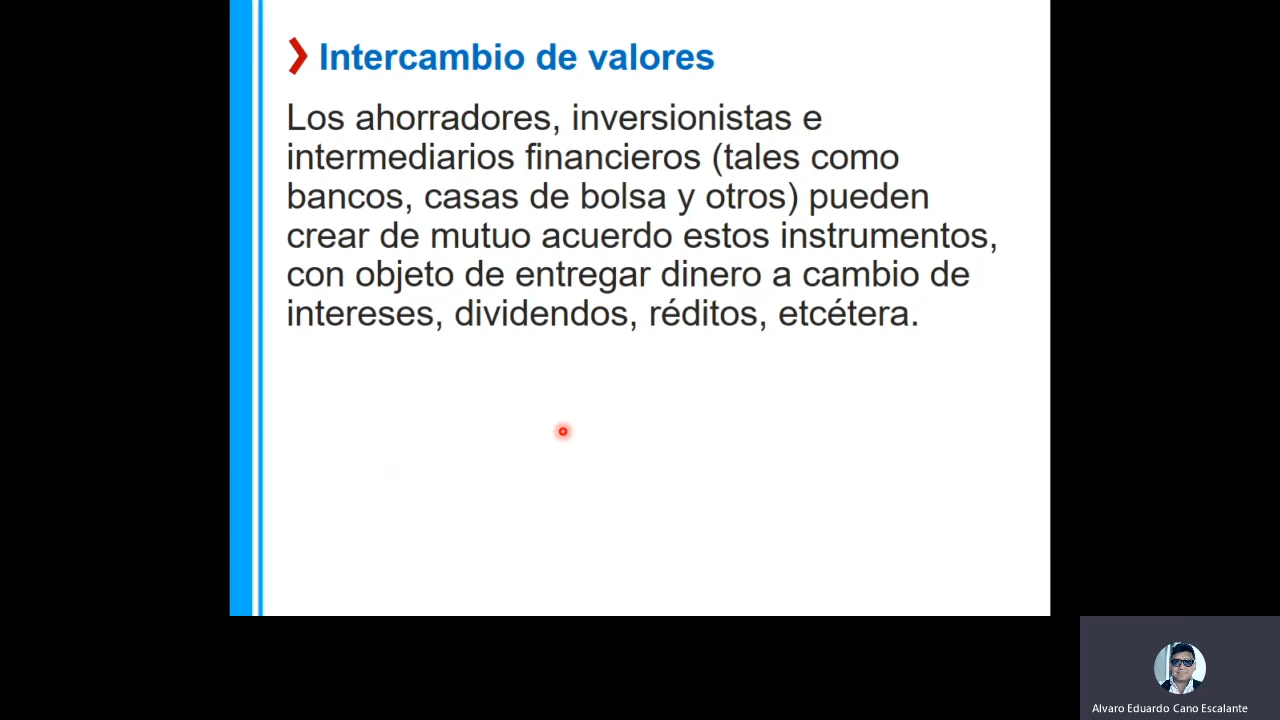 Intercambio de valores
Los ahorradores, inversionistas e
intermediarios financieros (tales como
bancos, casas de bolsa y otros) pueden
crear de mutuo acuerdo estos instrumentos,
con objeto de entregar dinero a cambio de
intereses, dividendos, réditos, etcétera.
Alvaro Eduardo Cano Escalante